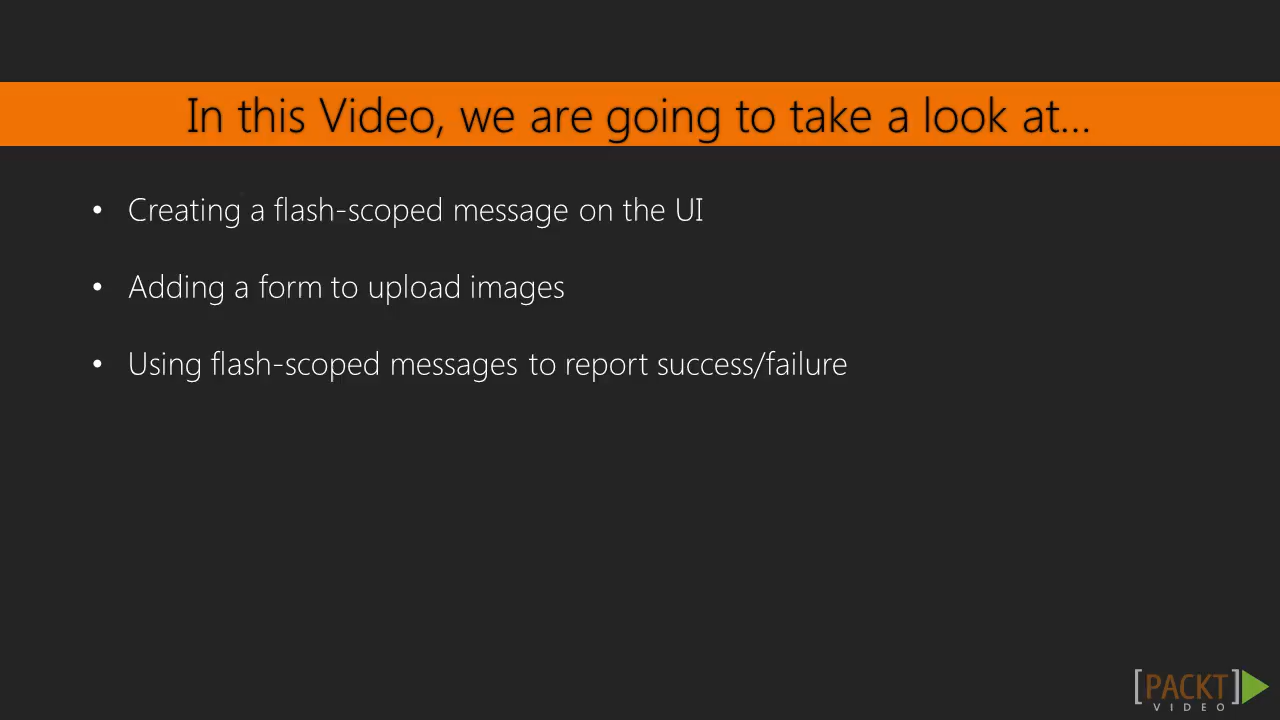 In this Video, we are going to take a look at...
• Creating a flash-scoped message on the UI
• Adding a form to upload images
• Using flash-scoped messages to report success/failure
[PACKT]
VIDEO